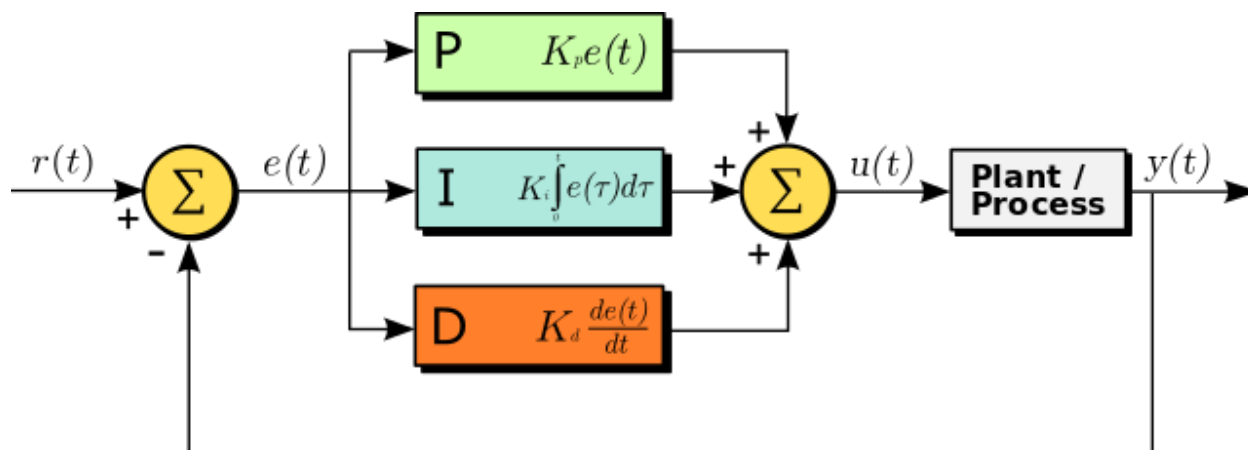 P K_p e(t)
r(t)
+
-
Σ
e(t)
I K_i ∫_0^t e(τ)dτ
D K_d de(t)/dt
+
+
+
Σ
u(t)
Plant /
Process
y(t)